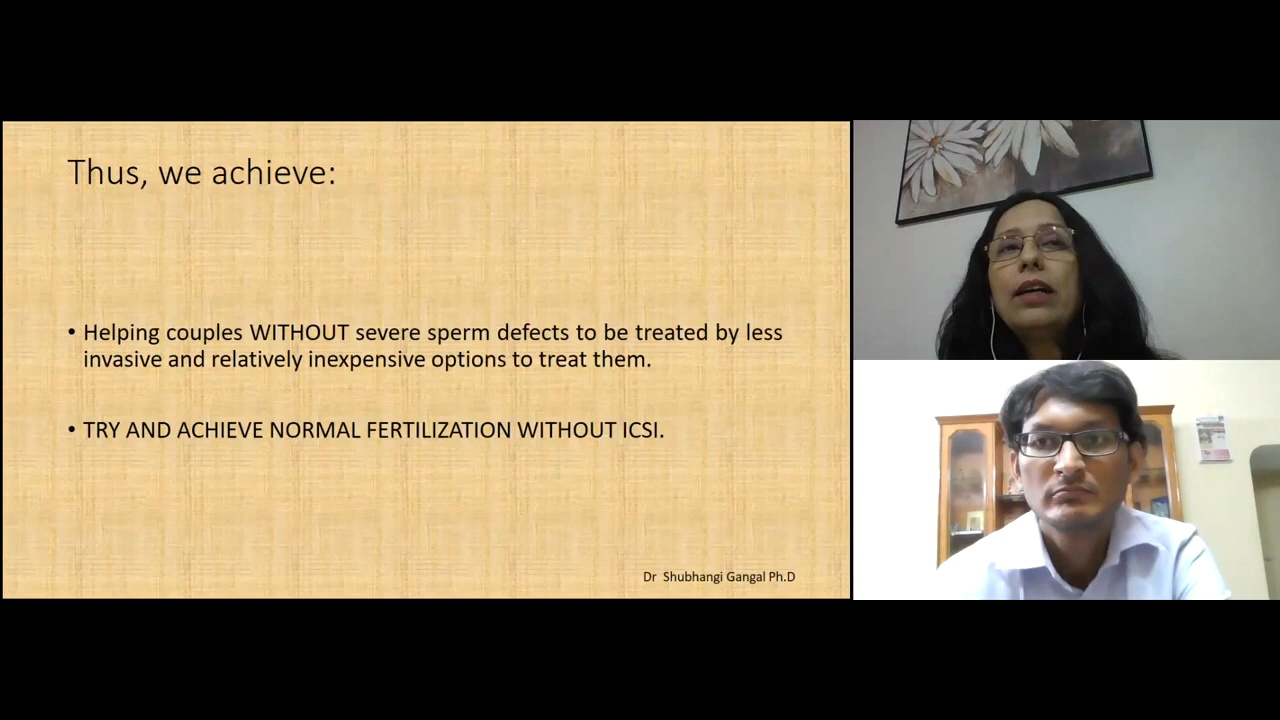 Thus, we achieve:
• Helping couples WITHOUT severe sperm defects to be treated by less
invasive and relatively inexpensive options to treat them.
• TRY AND ACHIEVE NORMAL FERTILIZATION WITHOUT ICSI.
Dr Shubhangi Gangal Ph.D